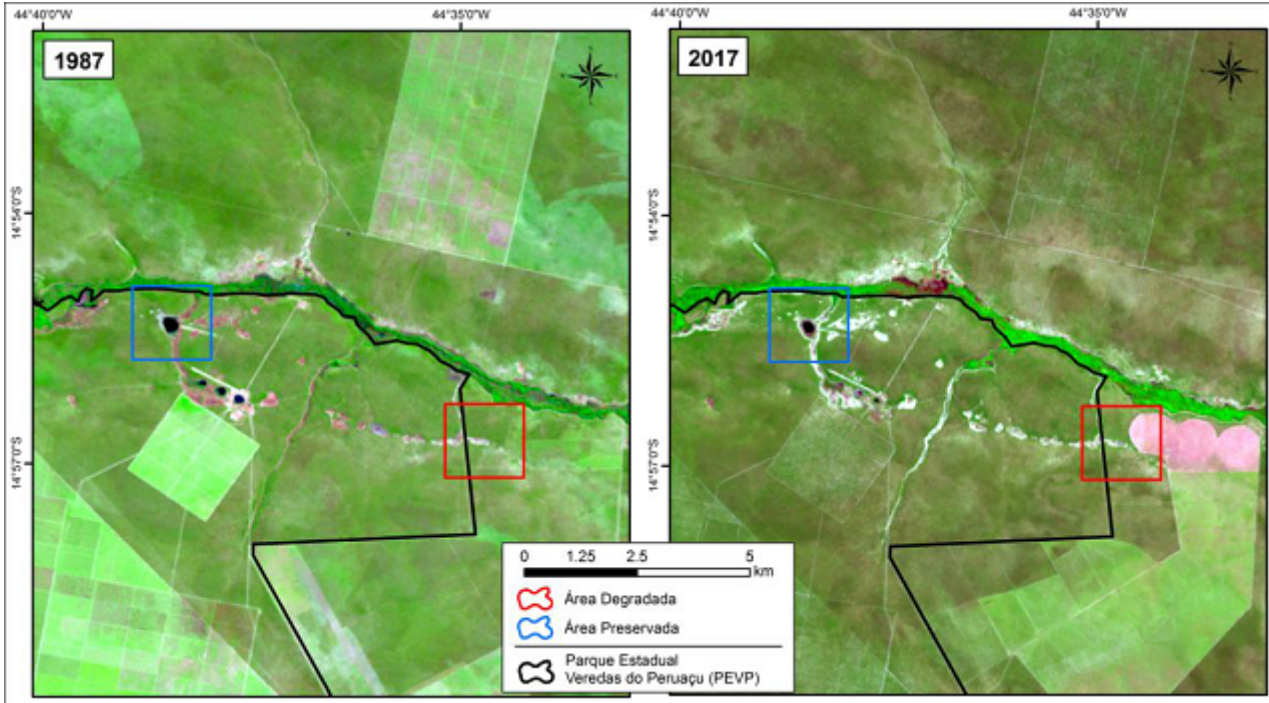 44°40'0"W
44°35'0"W
44°40'0"W
44°35'0"W
1987
2017
14°54'0"S
14°54'0"S
14°57'0"S
14°57'0"S
0 1.25 2.5 5
km
Área Degradada
Área Preservada
Parque Estadual
Veredas do Peruaçu (PEVP)